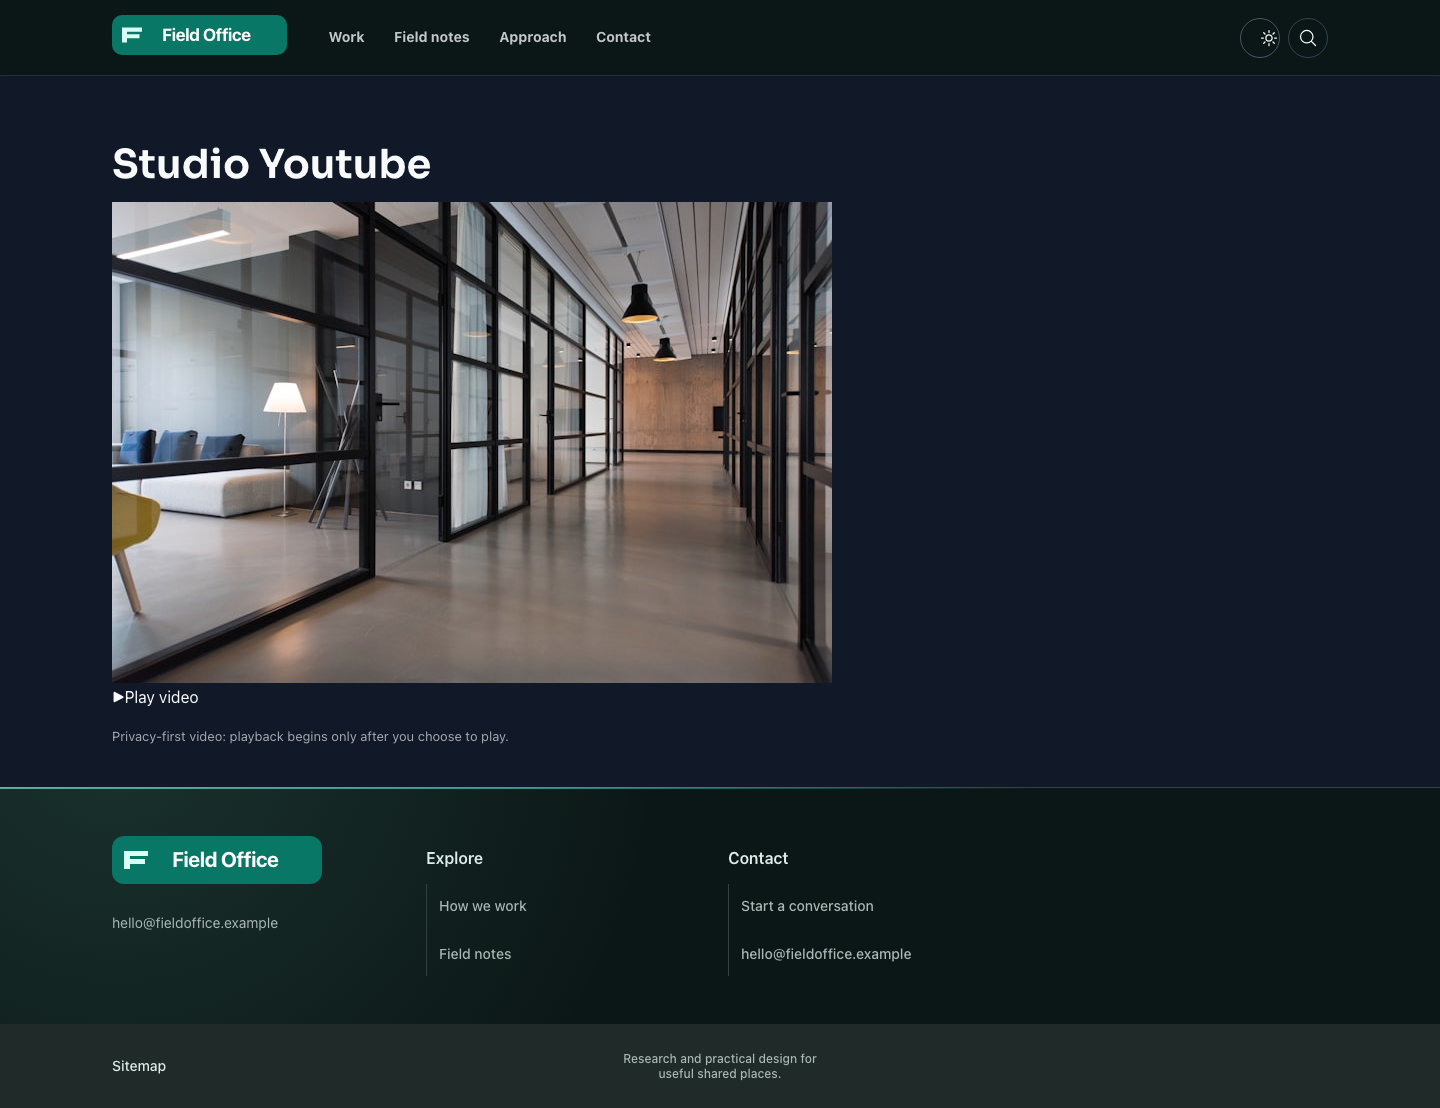 Field Office
Work
Field notes
Approach
Contact
Studio Youtube
Play video
Privacy-first video: playback begins only after you choose to play.
Field Office
hello@fieldoffice.example
Explore
How we work
Field notes
Contact
Start a conversation
hello@fieldoffice.example
Sitemap
Research and practical design for
useful shared places.